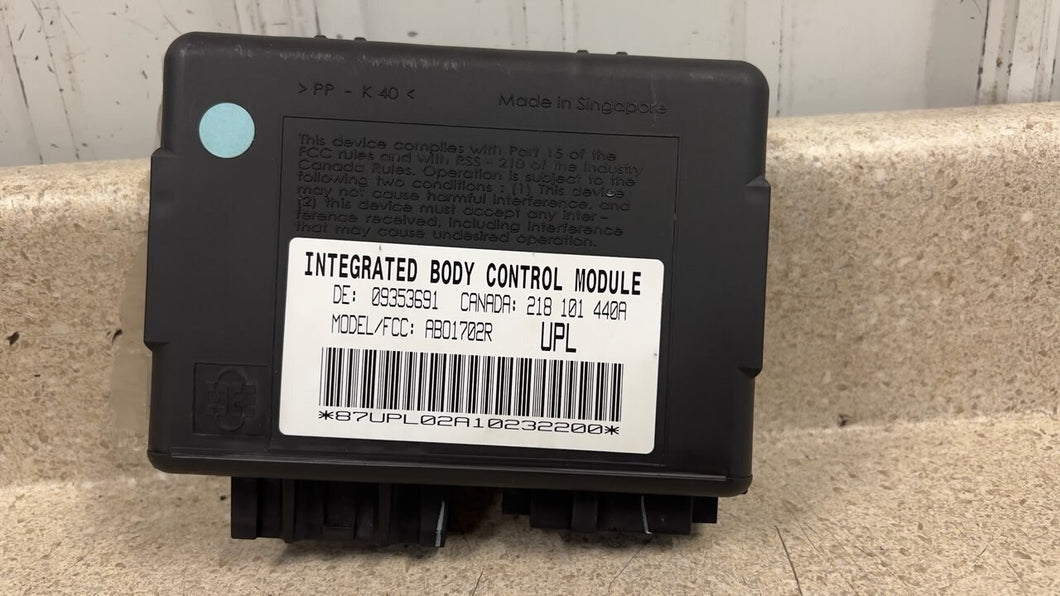 >PP - K 40<
Made in Singapore
This device complies with Part 15 of the
FCC rules and with RSS - 210 of the Industry
Canada Rules. Operation is subject to the
following two conditions : (1) This device
may not cause harmful interference, and
(2) this device must accept any inter -
ference received, including interference
that may cause undesired operation.
INTEGRATED BODY CONTROL MODULE
DE: 09353691 CANADA: 218 101 440A
MODEL/FCC: ABO1702R UPL
*87UPL02A10232200*